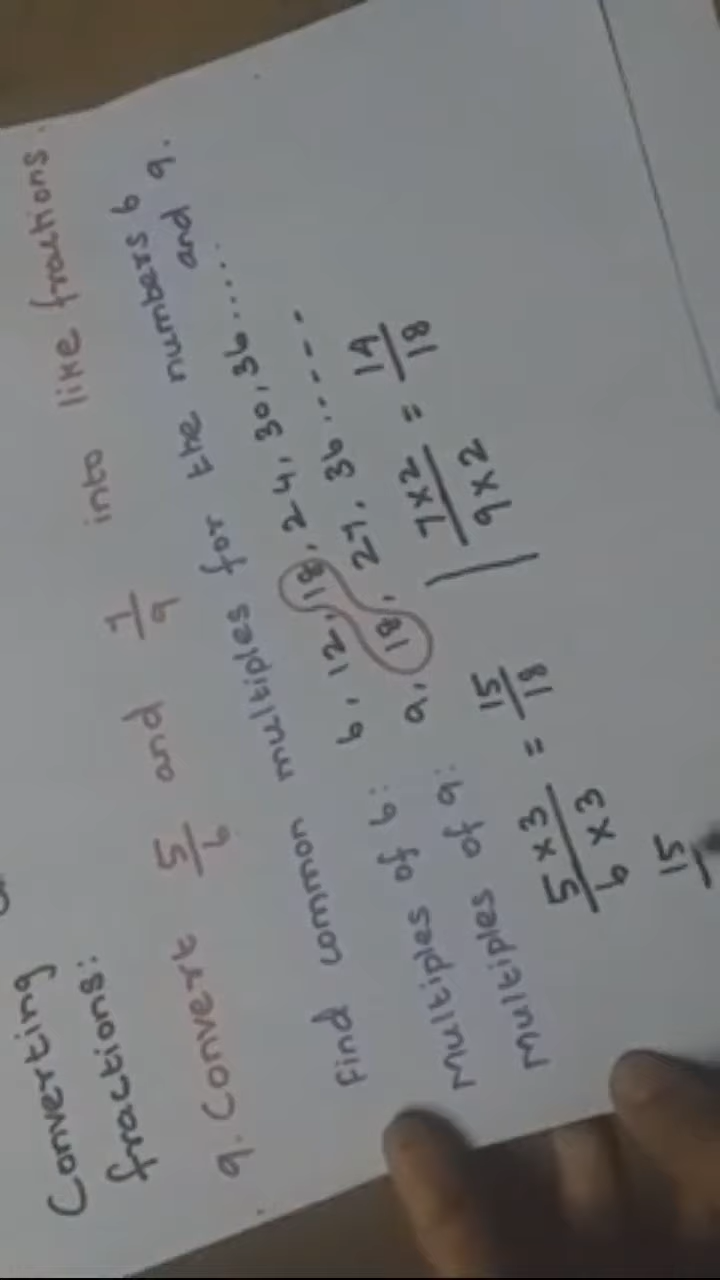 Converting
fractions:
q. Convert 5/6 and 7/9 into like fractions.
Find common multiples for the numbers 6
and 9.
Multiples of 6: 6, 12, 18, 24, 30, 36.....
Multiples of 9: 9, 18, 27, 36.....
5 x 3 / 6 x 3 = 15/18 | 7x2 / 9 x 2 = 14/18
15